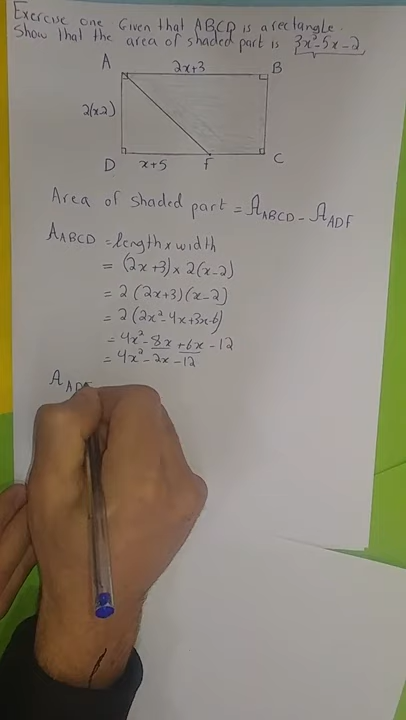 Exercise one Given that ABCD is a rectangle.
Show that the area of shaded part is 3x²-5x-2
A 2x+3 B
2(x-2)
D x+5 F C
Area of shaded part = A_ABCD - A_ADF
A_ABCD = length x width
= (2x+3) x 2(x-2)
= 2 (2x+3)(x-2)
= 2 (2x²-4x+3x-6)
= 4x² - 8x + 6x - 12
= 4x² - 2x - 12
A_ADF